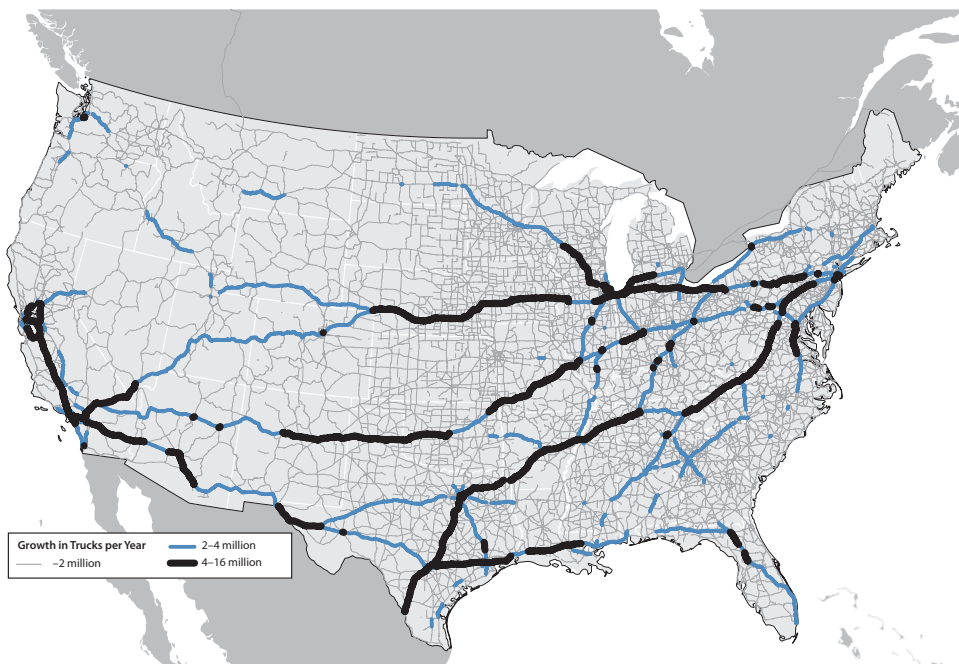 Growth in Trucks per Year
–2 million
2–4 million
4–16 million